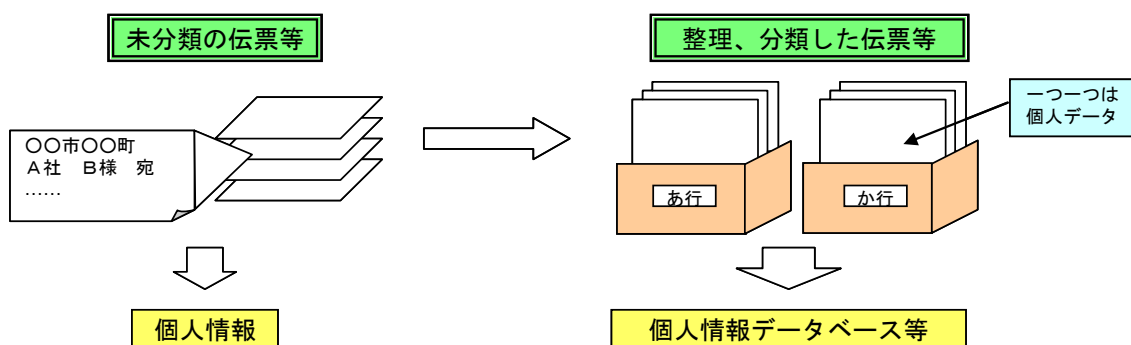 未分類の伝票等
整理、分類した伝票等
一つ一つは
個人データ
〇〇市〇〇町
A社　B様　宛
……
あ行
か行
個人情報
個人情報データベース等